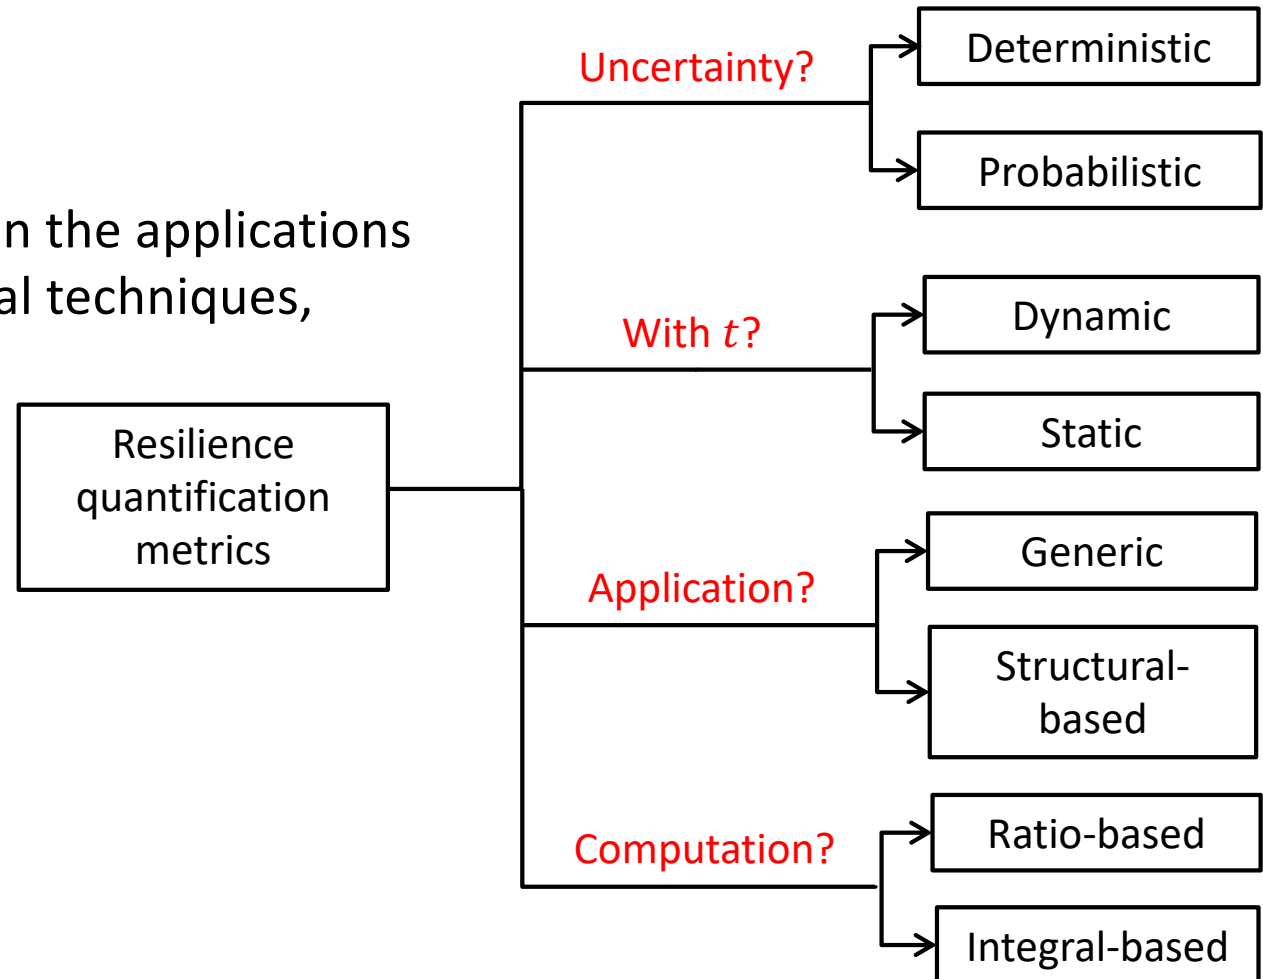 Uncertainty?
Deterministic
Probabilistic
n the applications
al techniques,
With t?
Dynamic
Static
Resilience
quantification
metrics
Application?
Generic
Structural-
based
Computation?
Ratio-based
Integral-based